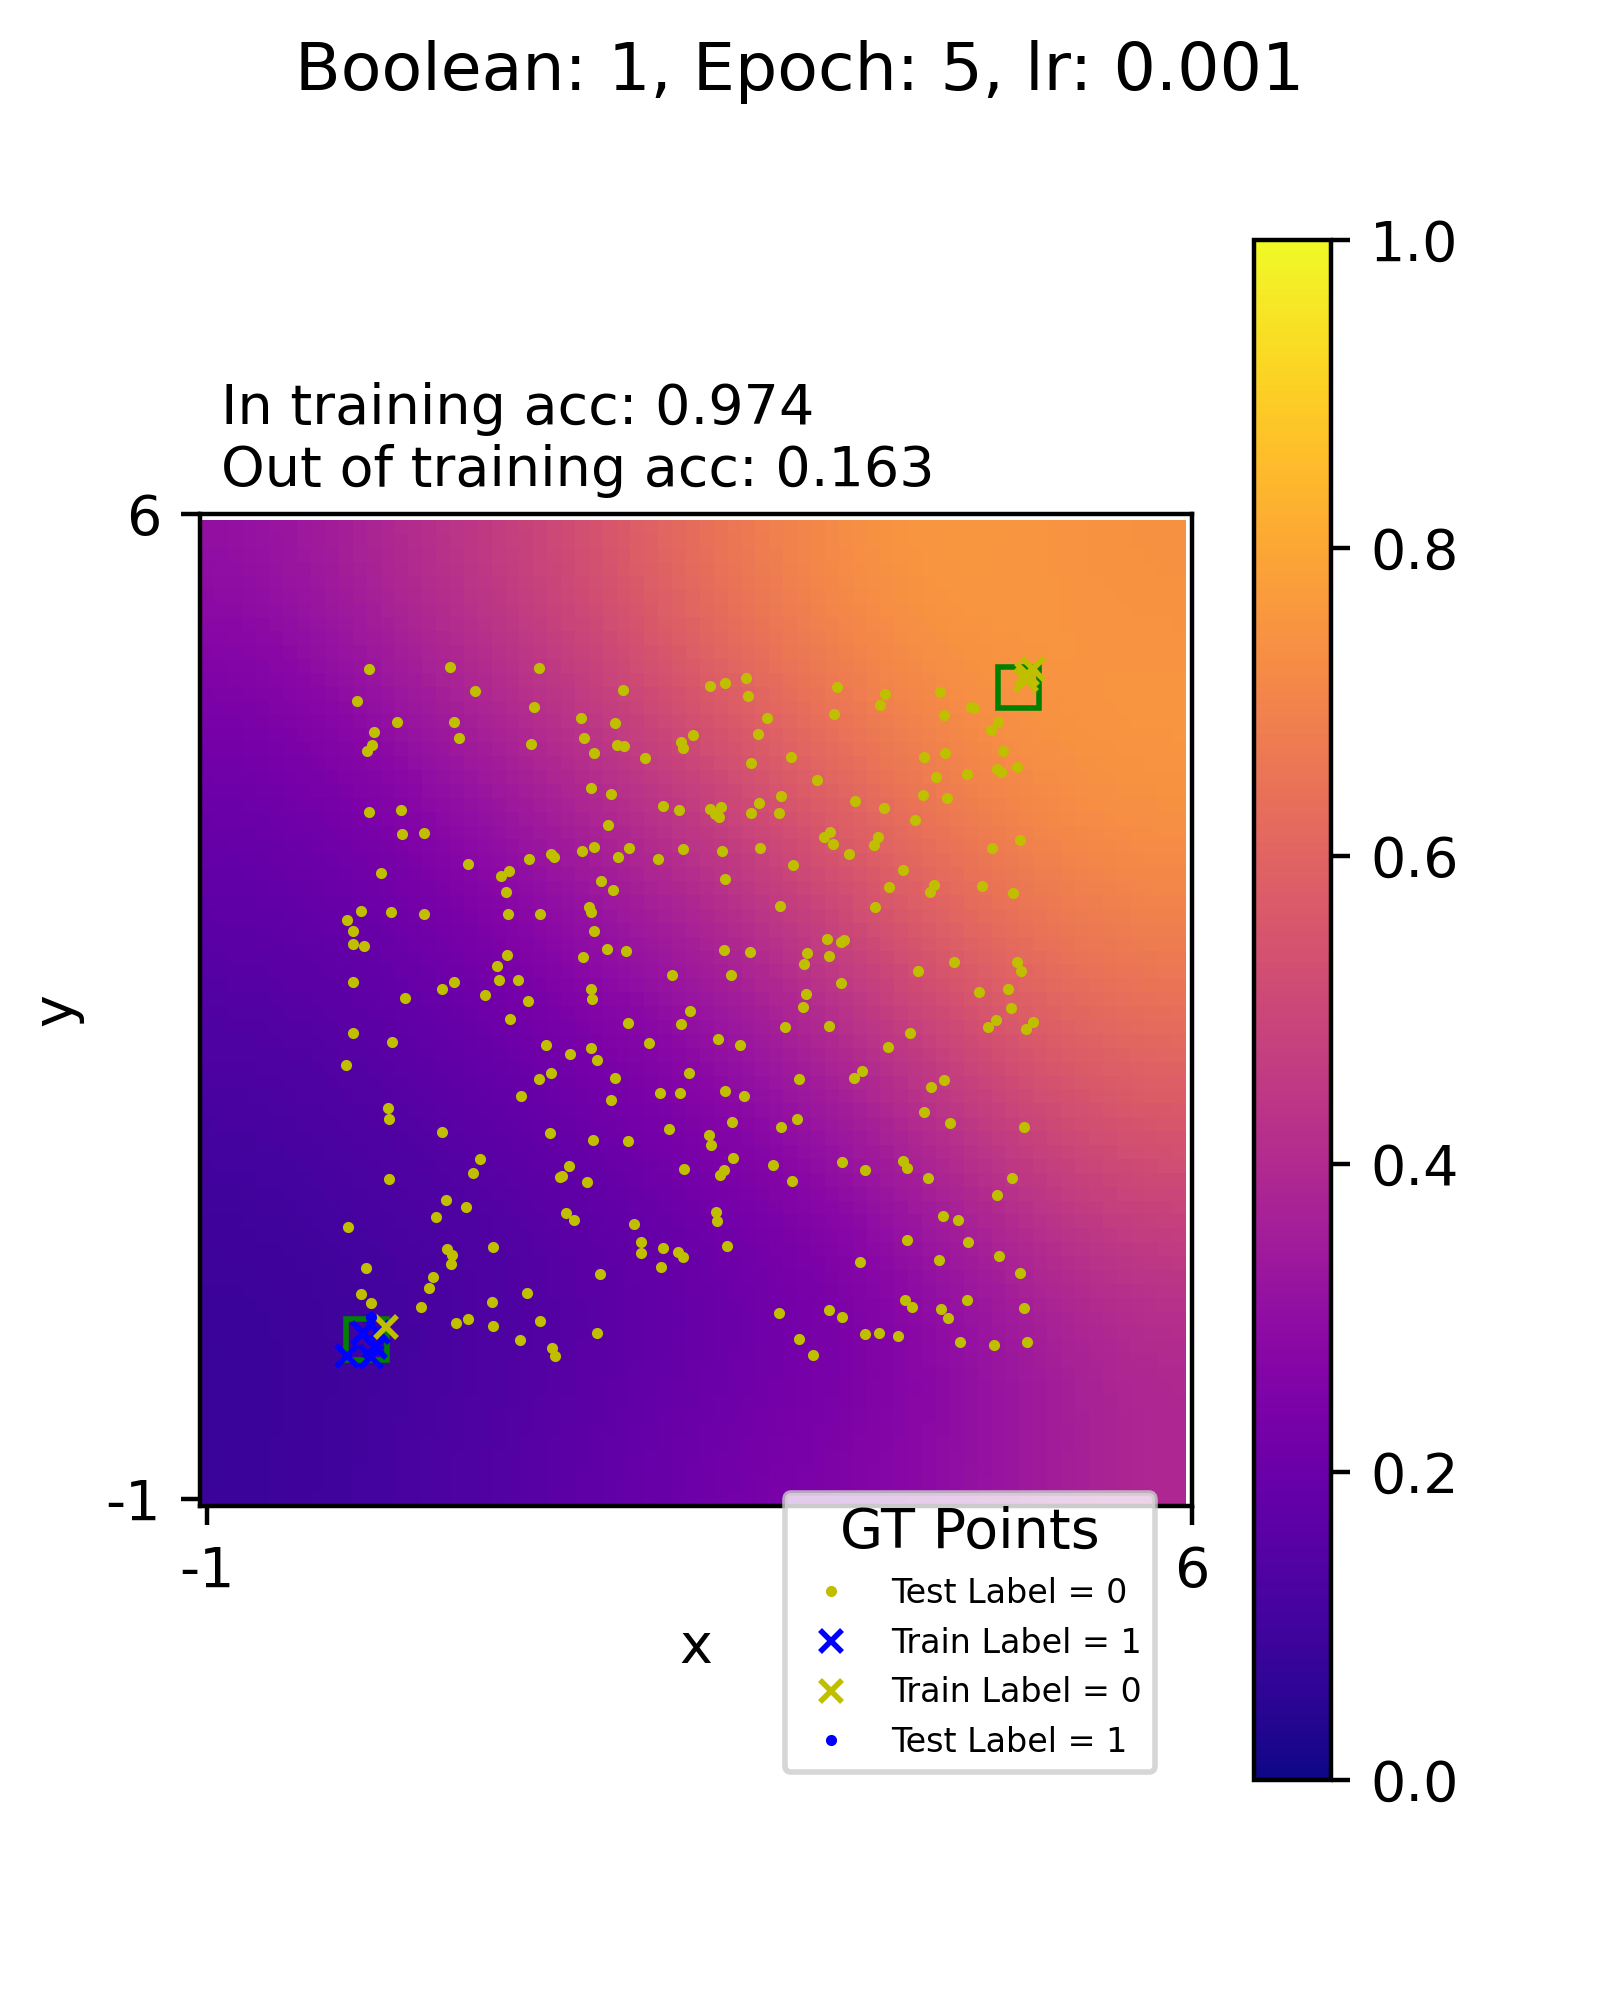 Boolean: 1, Epoch: 5, lr: 0.001
In training acc: 0.974
Out of training acc: 0.163
6
y
-1
-1
6
x
GT Points
Test Label = 0
Train Label = 1
Train Label = 0
Test Label = 1
1.0
0.8
0.6
0.4
0.2
0.0